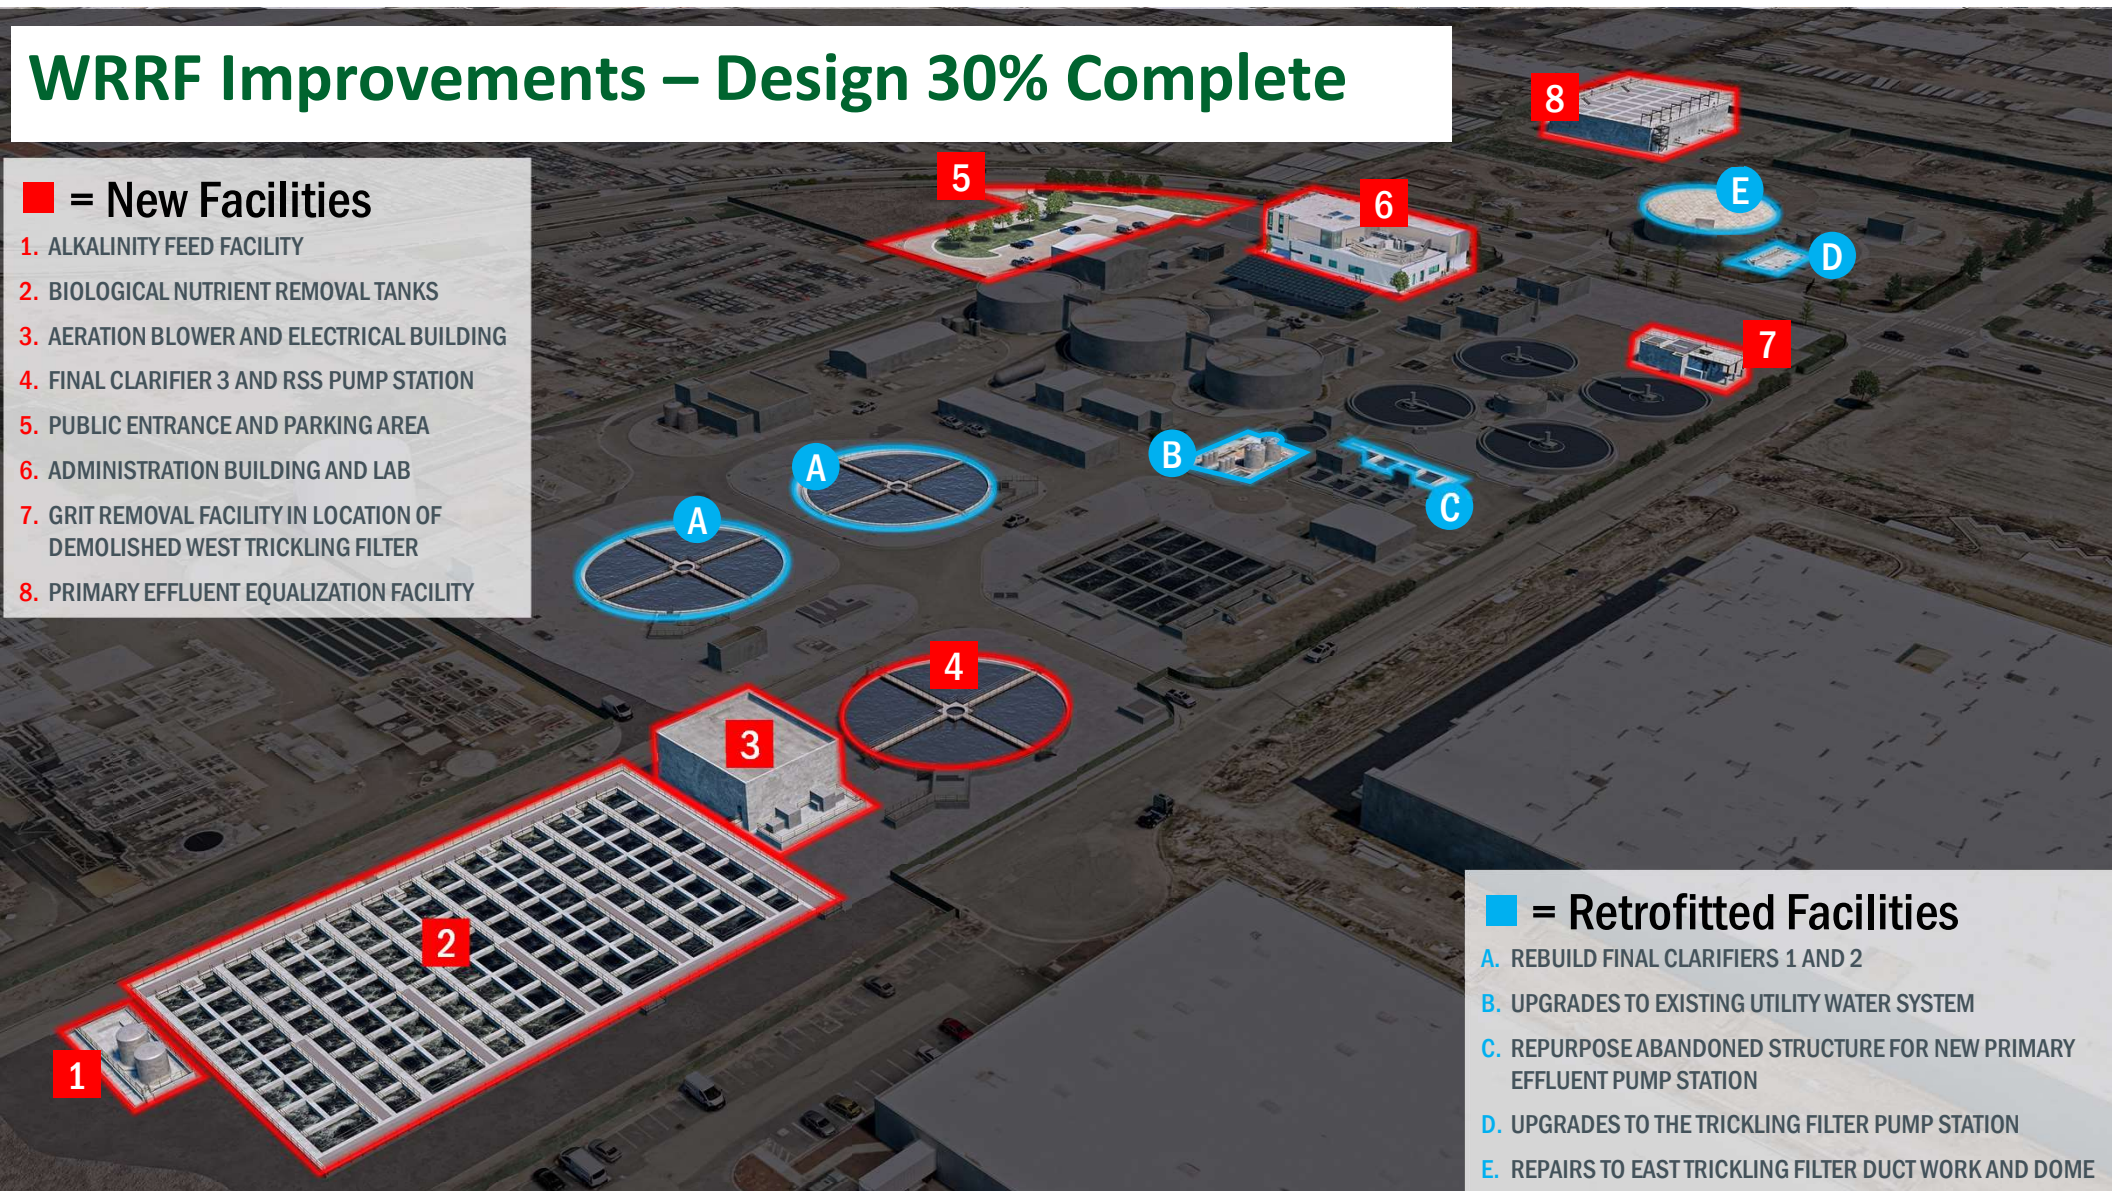 WRRF Improvements – Design 30% Complete
= New Facilities
1. ALKALINITY FEED FACILITY
2. BIOLOGICAL NUTRIENT REMOVAL TANKS
3. AERATION BLOWER AND ELECTRICAL BUILDING
4. FINAL CLARIFIER 3 AND RSS PUMP STATION
5. PUBLIC ENTRANCE AND PARKING AREA
6. ADMINISTRATION BUILDING AND LAB
7. GRIT REMOVAL FACILITY IN LOCATION OF
DEMOLISHED WEST TRICKLING FILTER
8. PRIMARY EFFLUENT EQUALIZATION FACILITY
8
5
6
E
D
7
A
B
C
A
4
3
2
1
= Retrofitted Facilities
A. REBUILD FINAL CLARIFIERS 1 AND 2
B. UPGRADES TO EXISTING UTILITY WATER SYSTEM
C. REPURPOSE ABANDONED STRUCTURE FOR NEW PRIMARY
EFFLUENT PUMP STATION
D. UPGRADES TO THE TRICKLING FILTER PUMP STATION
E. REPAIRS TO EAST TRICKLING FILTER DUCT WORK AND DOME